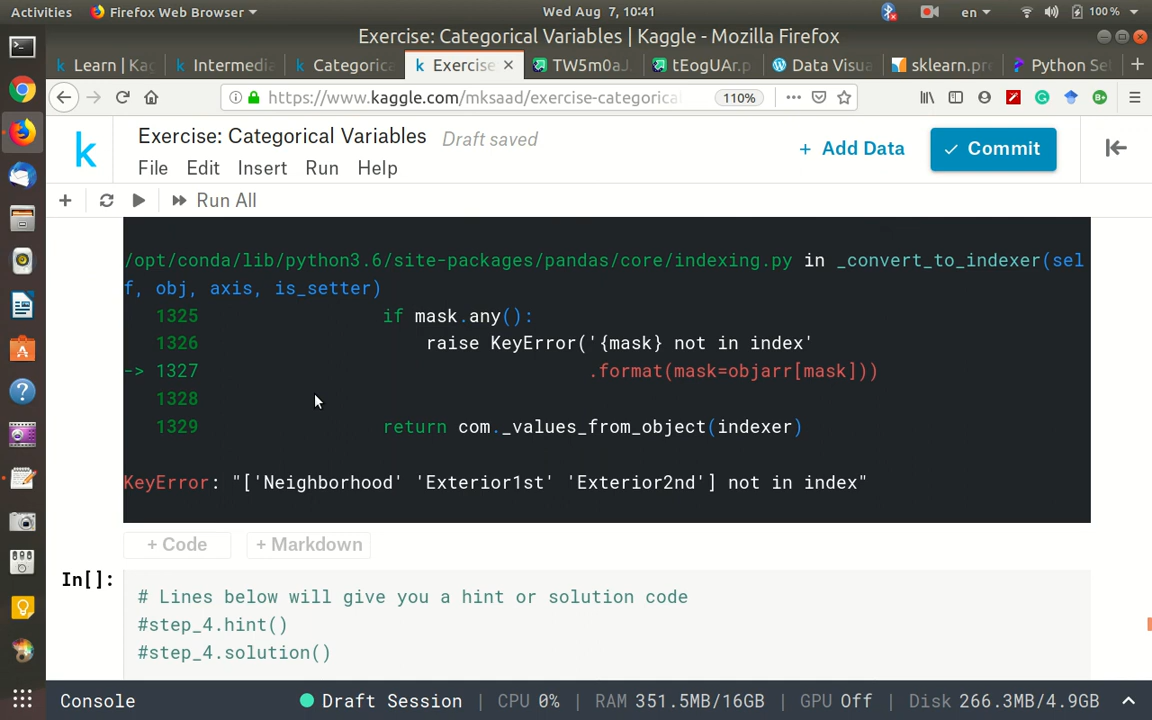 Activities Firefox Web Browser Wed Aug 7, 10:41 en 100 %
Exercise: Categorical Variables | Kaggle - Mozilla Firefox
Learn | Kag Intermedia Categorica Exercise: TW5m0aJ. tEogUAr.p Data Visua sklearn.pre Python Se
https://www.kaggle.com/mksaad/exercise-categorica 110%
k Exercise: Categorical Variables Draft saved
+ Add Data Commit
File Edit Insert Run Help
+ Run All
/opt/conda/lib/python3.6/site-packages/pandas/core/indexing.py in _convert_to_indexer(sel
f, obj, axis, is_setter)
1325 if mask.any():
1326 raise KeyError('{mask} not in index'
-> 1327 .format(mask=objarr[mask]))
1328
1329 return com._values_from_object(indexer)
KeyError: "['Neighborhood' 'Exterior1st' 'Exterior2nd'] not in index"
+ Code + Markdown
In[]:
# Lines below will give you a hint or solution code
#step_4.hint()
#step_4.solution()
Console Draft Session | CPU 0% | RAM 351.5MB/16GB | GPU Off | Disk 266.3MB/4.9GB